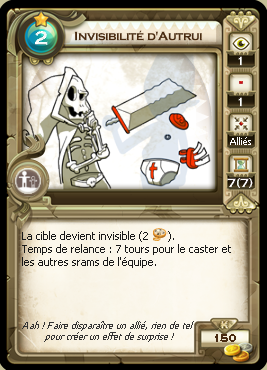 2
INVISIBILITÉ D'AUTRUI
1
1
Alliés
7(7)
La cible devient invisible (2 ).
Temps de relance : 7 tours pour le caster et
les autres srams de l'équipe.
Aah ! Faire disparaître un allié, rien de tel
pour créer un effet de surprise !
K
150